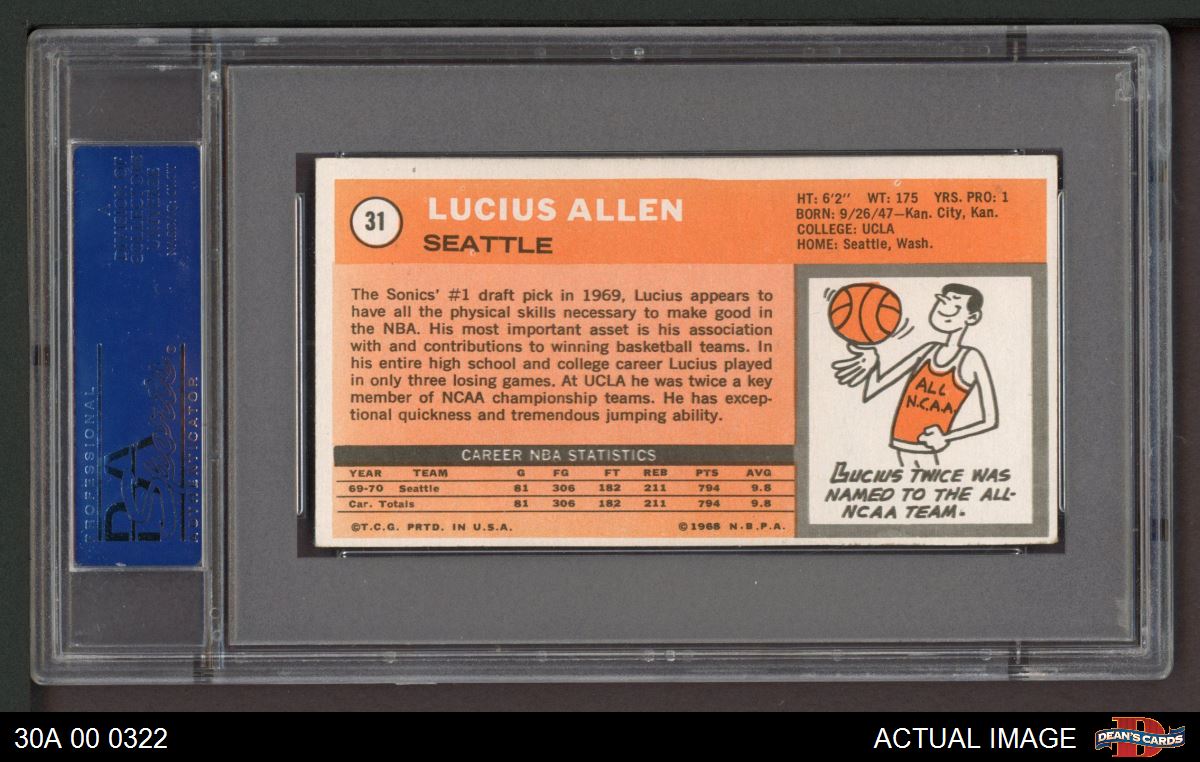 31
LUCIUS ALLEN
SEATTLE
HT: 6'2" WT: 175 YRS. PRO: 1
BORN: 9/26/47—Kan. City, Kan.
COLLEGE: UCLA
HOME: Seattle, Wash.
The Sonics' #1 draft pick in 1969, Lucius appears to
have all the physical skills necessary to make good in
the NBA. His most important asset is his association
with and contributions to winning basketball teams. In
his entire high school and college career Lucius played
in only three losing games. At UCLA he was twice a key
member of NCAA championship teams. He has excep-
tional quickness and tremendous jumping ability.
CAREER NBA STATISTICS
YEAR TEAM G FG FT REB PTS AVG
69-70 Seattle 81 306 182 211 794 9.8
Car. Totals 81 306 182 211 794 9.8
©T.C.G. PRTD. IN U.S.A. ©1968 N.B.P.A.
ALL
N.C.A.A.
LUCIUS TWICE WAS
NAMED TO THE ALL-
NCAA TEAM.
PROFESSIONAL
PSA
30A 00 0322
ACTUAL IMAGE
DEAN'S CARDS